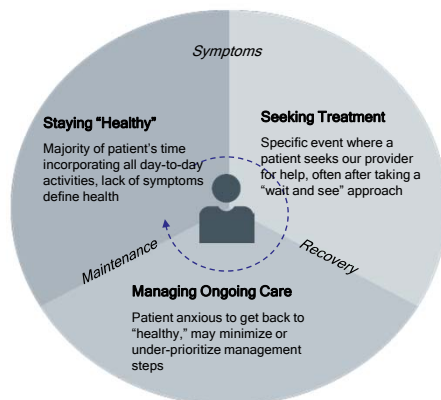 Symptoms
Staying “Healthy”
Majority of patient’s time
incorporating all day-to-day
activities, lack of symptoms
define health
Seeking Treatment
Specific event where a
patient seeks our provider
for help, often after taking a
“wait and see” approach
Maintenance
Recovery
Managing Ongoing Care
Patient anxious to get back to
“healthy,” may minimize or
under-prioritize management
steps